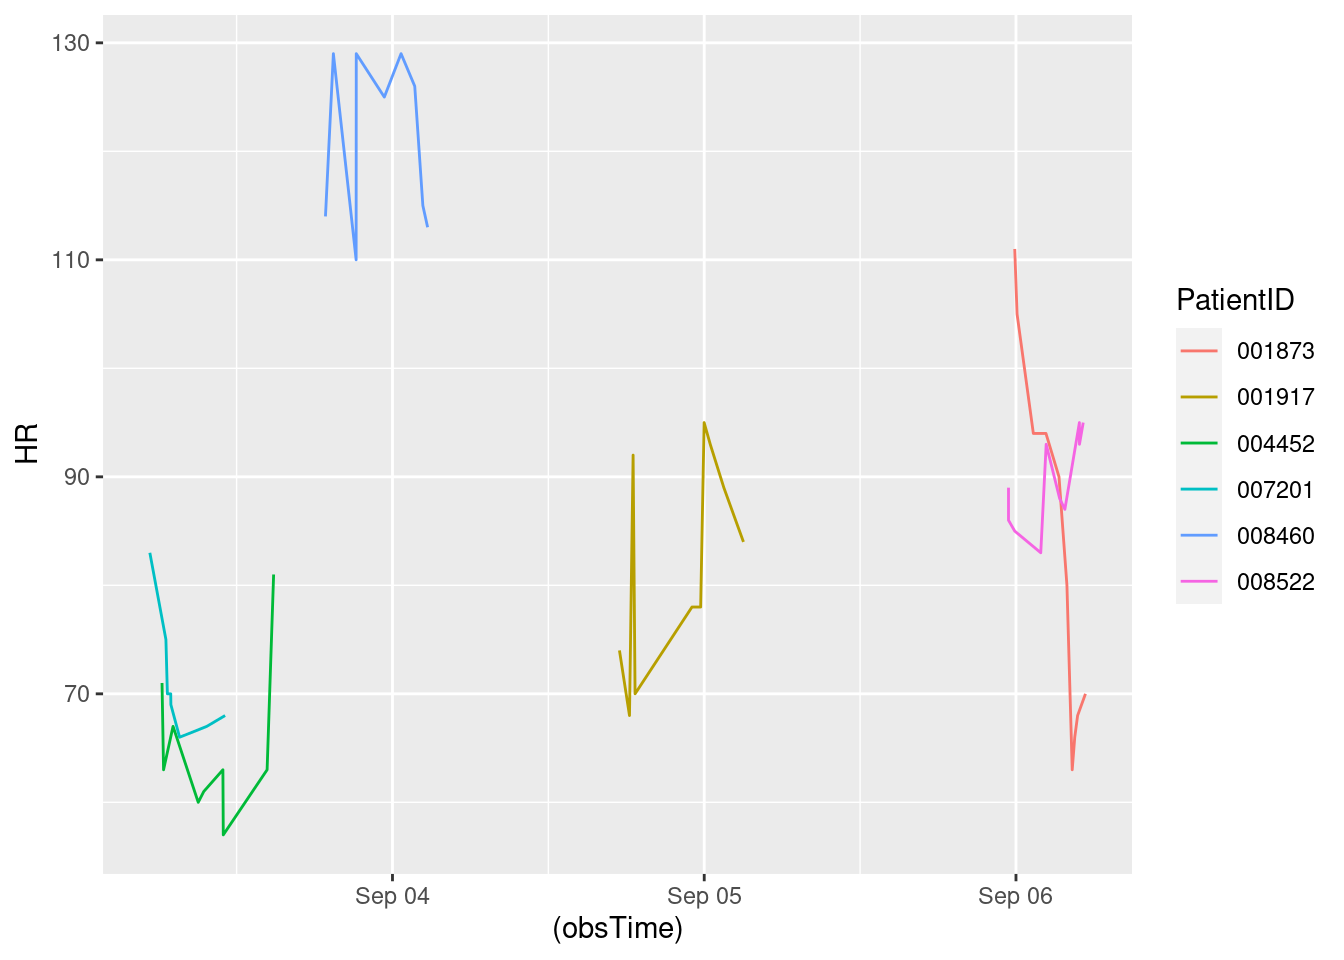 130
110
90
70
HR
Sep 04
Sep 05
Sep 06
(obsTime)
PatientID
001873
001917
004452
007201
008460
008522